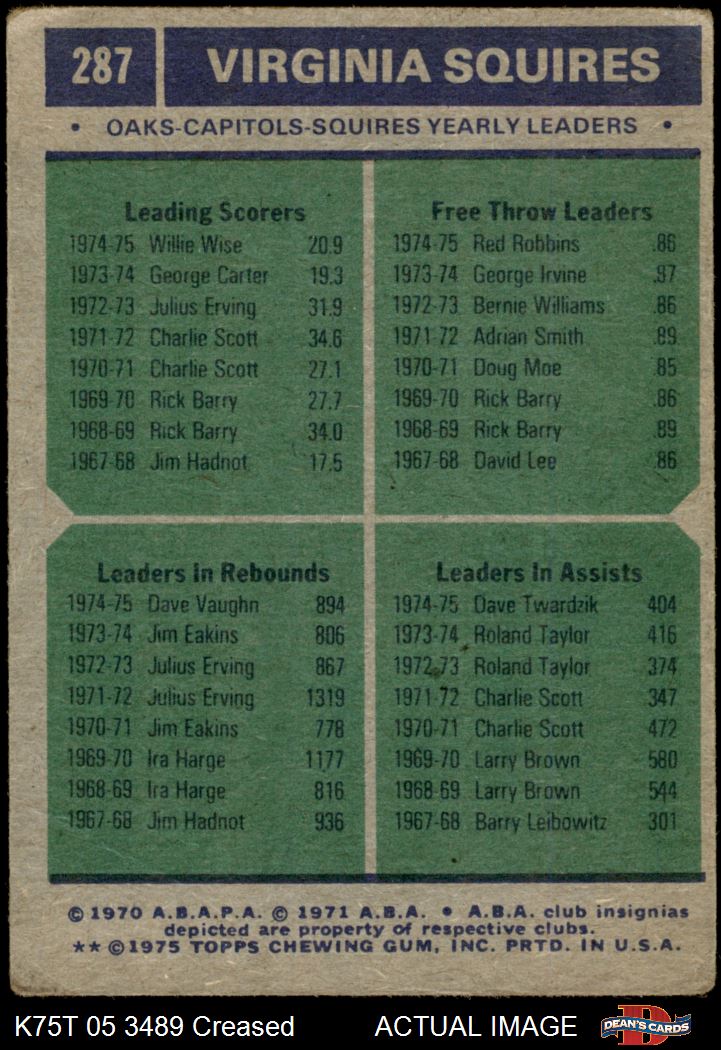 287 VIRGINIA SQUIRES
• OAKS-CAPITOLS-SQUIRES YEARLY LEADERS •
Leading Scorers
1974-75 Willie Wise 20.9
1973-74 George Carter 19.3
1972-73 Julius Erving 31.9
1971-72 Charlie Scott 34.6
1970-71 Charlie Scott 27.1
1969-70 Rick Barry 27.7
1968-69 Rick Barry 34.0
1967-68 Jim Hadnot 17.5
Free Throw Leaders
1974-75 Red Robbins .86
1973-74 George Irvine .87
1972-73 Bernie Williams .86
1971-72 Adrian Smith .89
1970-71 Doug Moe .85
1969-70 Rick Barry .86
1968-69 Rick Barry .89
1967-68 David Lee .86
Leaders in Rebounds
1974-75 Dave Vaughn 894
1973-74 Jim Eakins 806
1972-73 Julius Erving 867
1971-72 Julius Erving 1319
1970-71 Jim Eakins 778
1969-70 Ira Harge 1177
1968-69 Ira Harge 816
1967-68 Jim Hadnot 936
Leaders in Assists
1974-75 Dave Twardzik 404
1973-74 Roland Taylor 416
1972-73 Roland Taylor 374
1971-72 Charlie Scott 347
1970-71 Charlie Scott 472
1969-70 Larry Brown 580
1968-69 Larry Brown 544
1967-68 Barry Leibowitz 301
© 1970 A.B.A.P.A. © 1971 A.B.A. • A.B.A. club insignias
depicted are property of respective clubs.
** © 1975 TOPPS CHEWING GUM, INC. PRTD. IN U.S.A.
K75T 05 3489 Creased ACTUAL IMAGE
D
DEAN'S CARDS